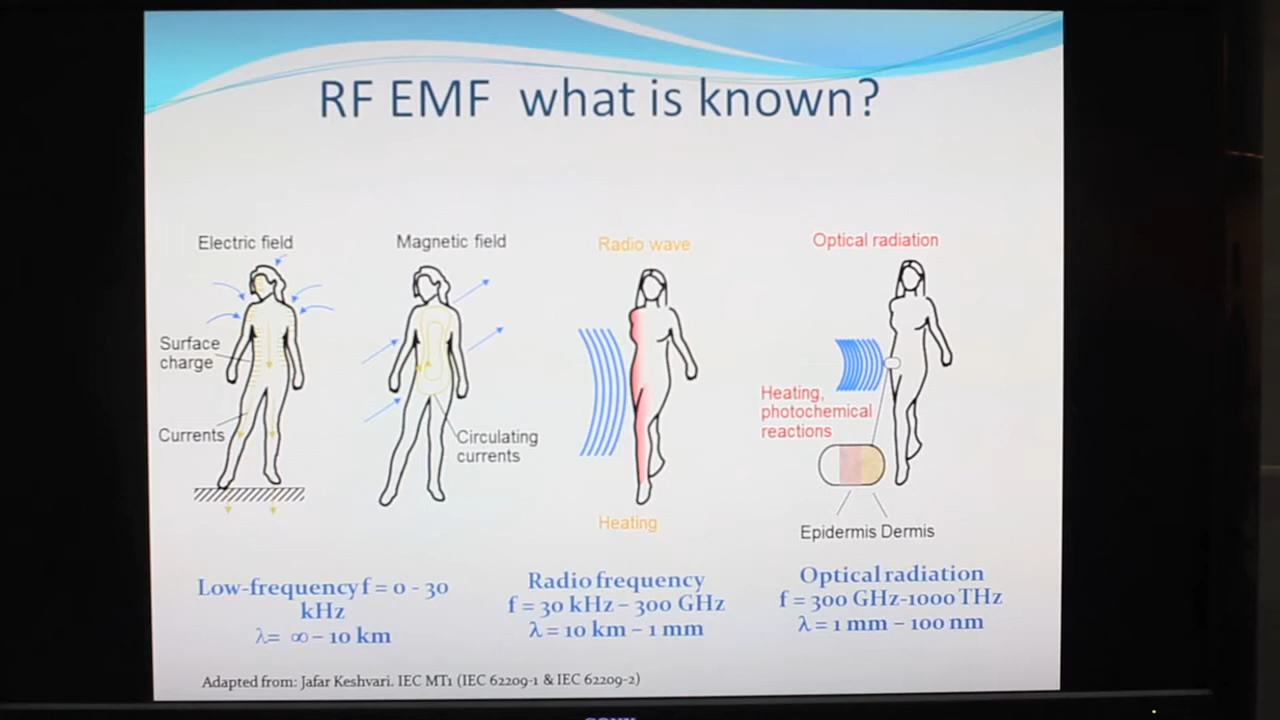 RF EMF what is known?
Electric field
Magnetic field
Radio wave
Optical radiation
Surface
charge
Currents
Circulating
currents
Heating
Heating,
photochemical
reactions
Epidermis Dermis
Low-frequency f = 0 - 30
kHz
λ= ∞ – 10 km
Radio frequency
f = 30 kHz – 300 GHz
λ = 10 km – 1 mm
Optical radiation
f = 300 GHz-1000 THz
λ = 1 mm – 100 nm
Adapted from: Jafar Keshvari. IEC MT1 (IEC 62209-1 & IEC 62209-2)
SONY